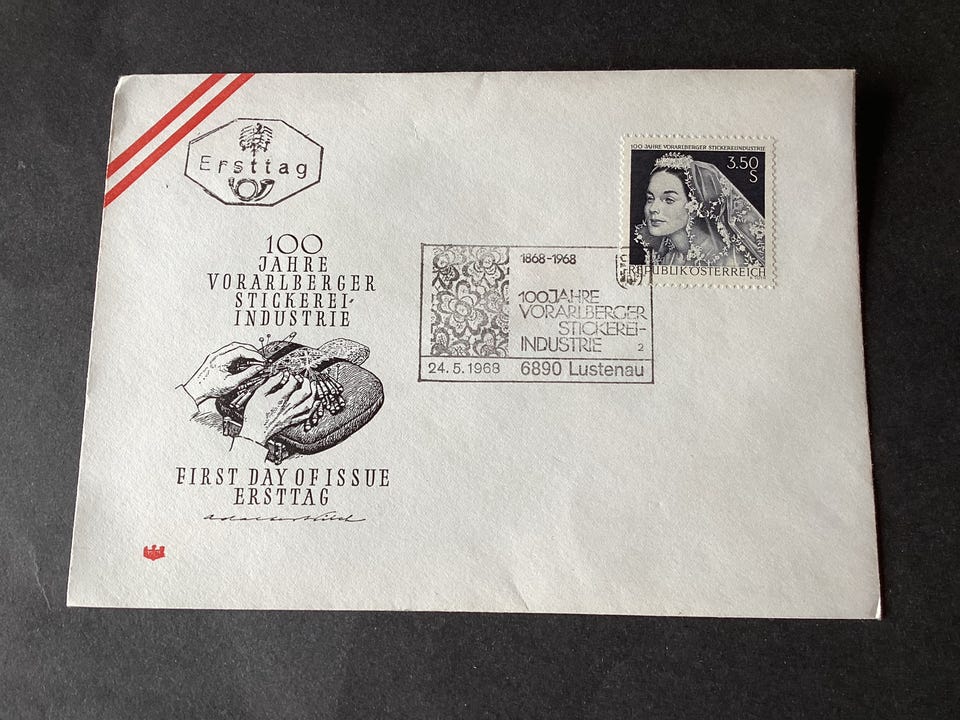 Ersttag
100
JAHRE
VORARLBERGER
STICKEREI-
INDUSTRIE
FIRST DAY OF ISSUE
ERSTTAG
1868-1968
100 JAHRE
VORARLBERGER
STICKEREI-
INDUSTRIE 2
24.5.1968 6890 Lustenau
100 JAHRE VORARLBERGER STICKEREIINDUSTRIE
3.50
S
REPUBLIK ÖSTERREICH